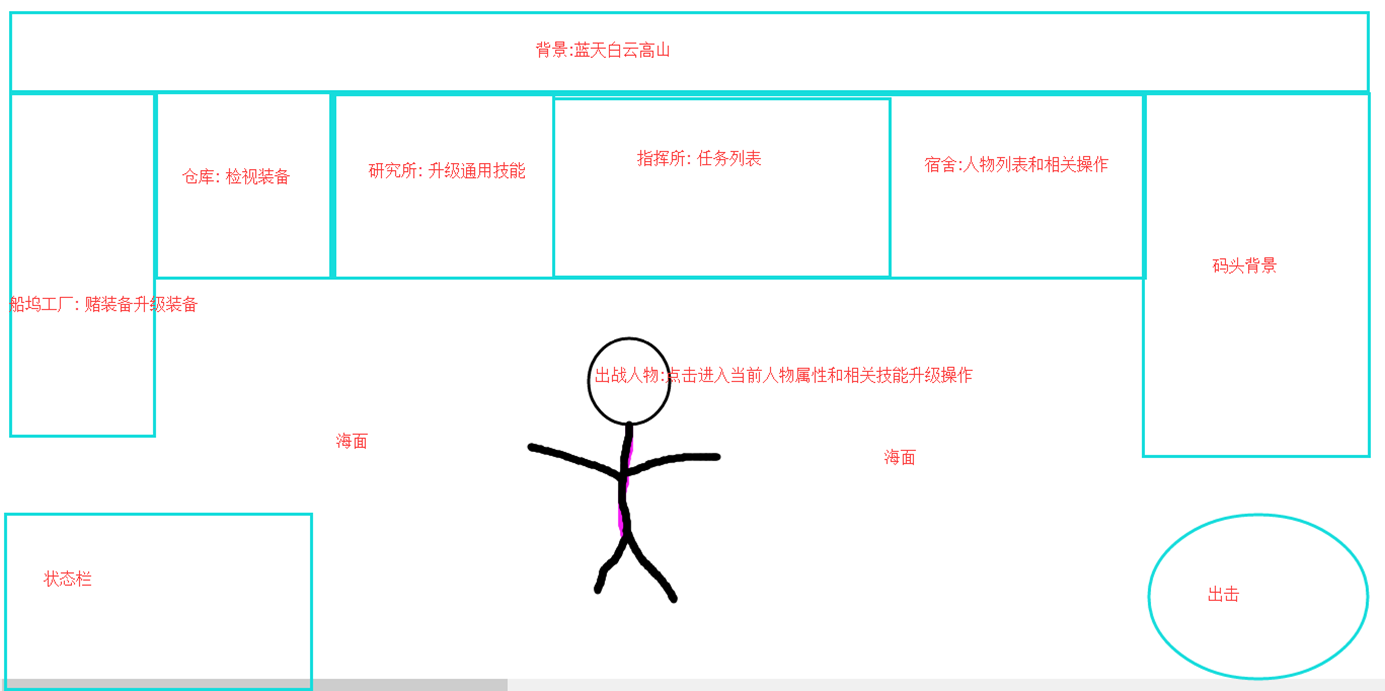 背景:蓝天白云高山
仓库: 检视装备
研究所: 升级通用技能
指挥所: 任务列表
宿舍:人物列表和相关操作
码头背景
船坞工厂: 赌装备升级装备
出战人物:点击进入当前人物属性和相关技能升级操作
海面
海面
状态栏
出击